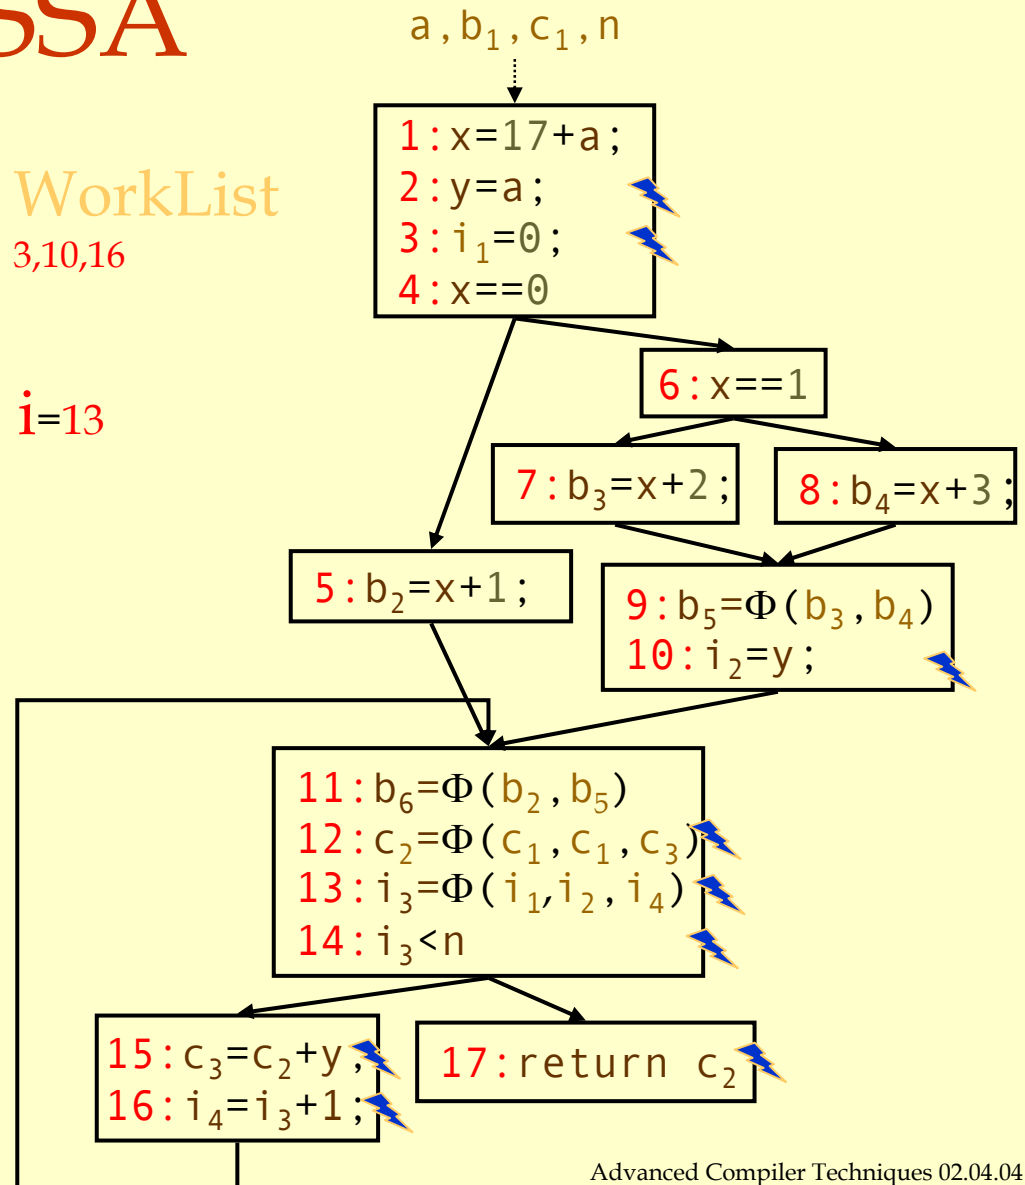 SSA
a,b₁,c₁,n
WorkList
3,10,16
i=13
1:x=17+a;
2:y=a;
3:i₁=0;
4:x==0
6:x==1
7:b₃=x+2;
8:b₄=x+3;
5:b₂=x+1;
9:b₅=Φ(b₃,b₄)
10:i₂=y;
11:b₆=Φ(b₂,b₅)
12:c₂=Φ(c₁,c₁,c₃)
13:i₃=Φ(i₁,i₂,i₄)
14:i₃<n
15:c₃=c₂+y;
16:i₄=i₃+1;
17:return c₂
Advanced Compiler Techniques 02.04.04